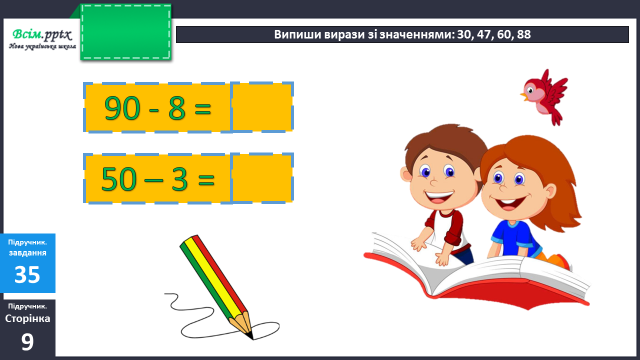 Всім.pptx
Нова українська школа
Випиши вирази зі значеннями: 30, 47, 60, 88
90 - 8 =
50 – 3 =
Підручник.
завдання
35
Підручник.
Сторінка
9